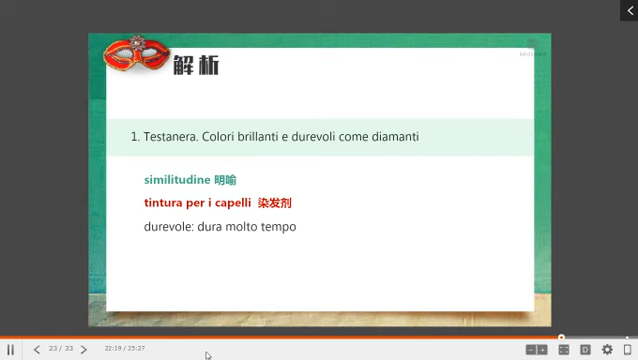 解析
1. Testanera. Colori brillanti e durevoli come diamanti
similitudine 明喻
tintura per i capelli 染发剂
durevole: dura molto tempo
23 / 33
22:19 / 25:27
D